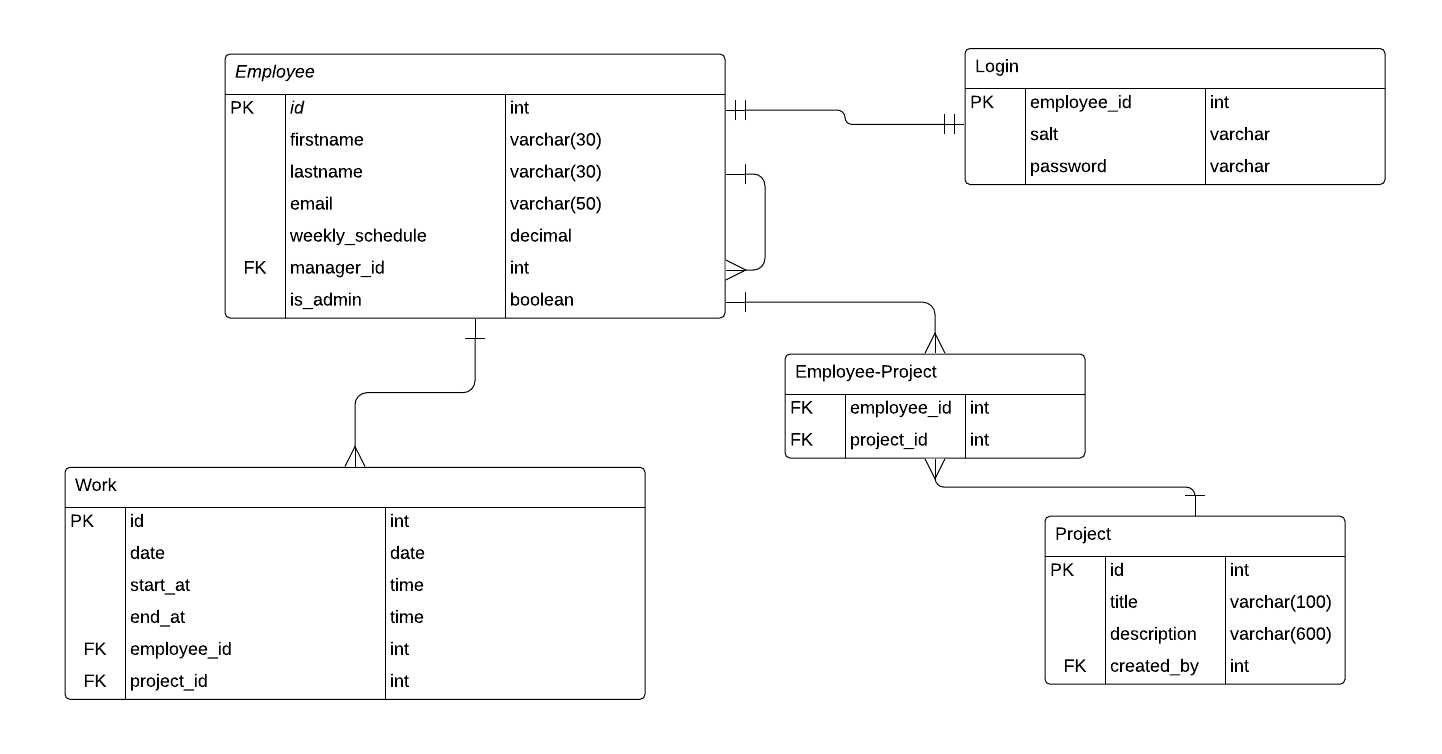 Employee
PK id int
firstname varchar(30)
lastname varchar(30)
email varchar(50)
weekly_schedule decimal
FK manager_id int
is_admin boolean
Login
PK employee_id int
salt varchar
password varchar
Employee-Project
FK employee_id int
FK project_id int
Work
PK id int
date date
start_at time
end_at time
FK employee_id int
FK project_id int
Project
PK id int
title varchar(100)
description varchar(600)
FK created_by int